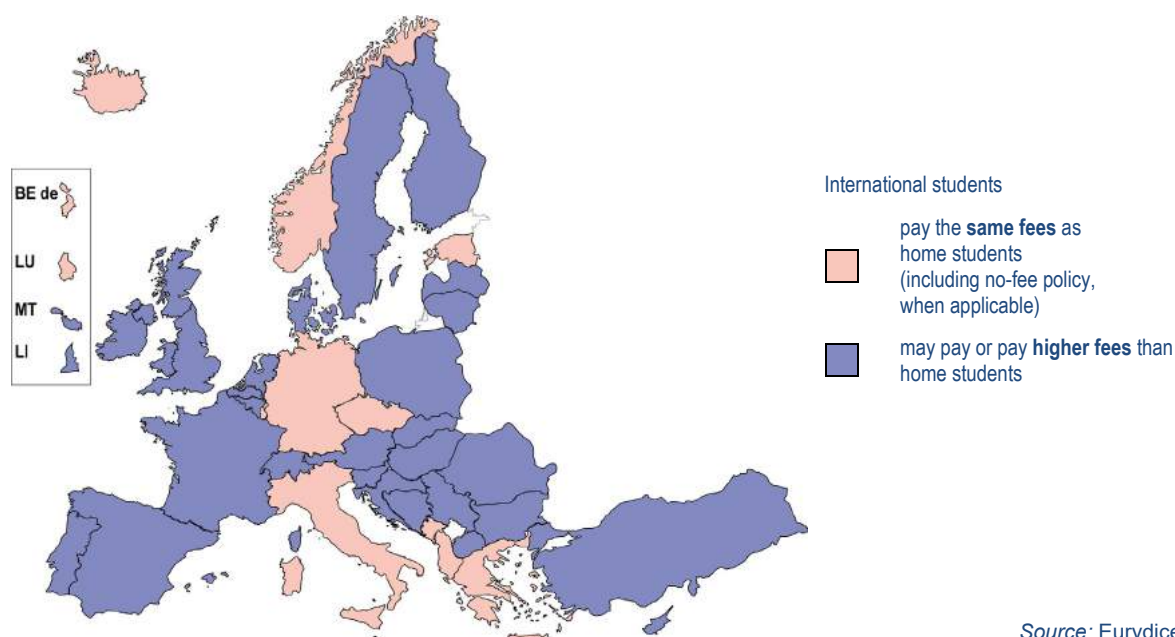 BE de
LU
MT
LI
International students
pay the same fees as
home students
(including no-fee policy,
when applicable)
may pay or pay higher fees than
home students
Source: Eurydice